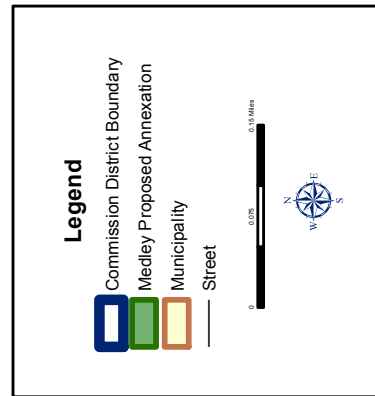 Legend
Commission District Boundary
Medley Proposed Annexation
Municipality
Street
0 0.075 0.15 Miles
N
W E
S